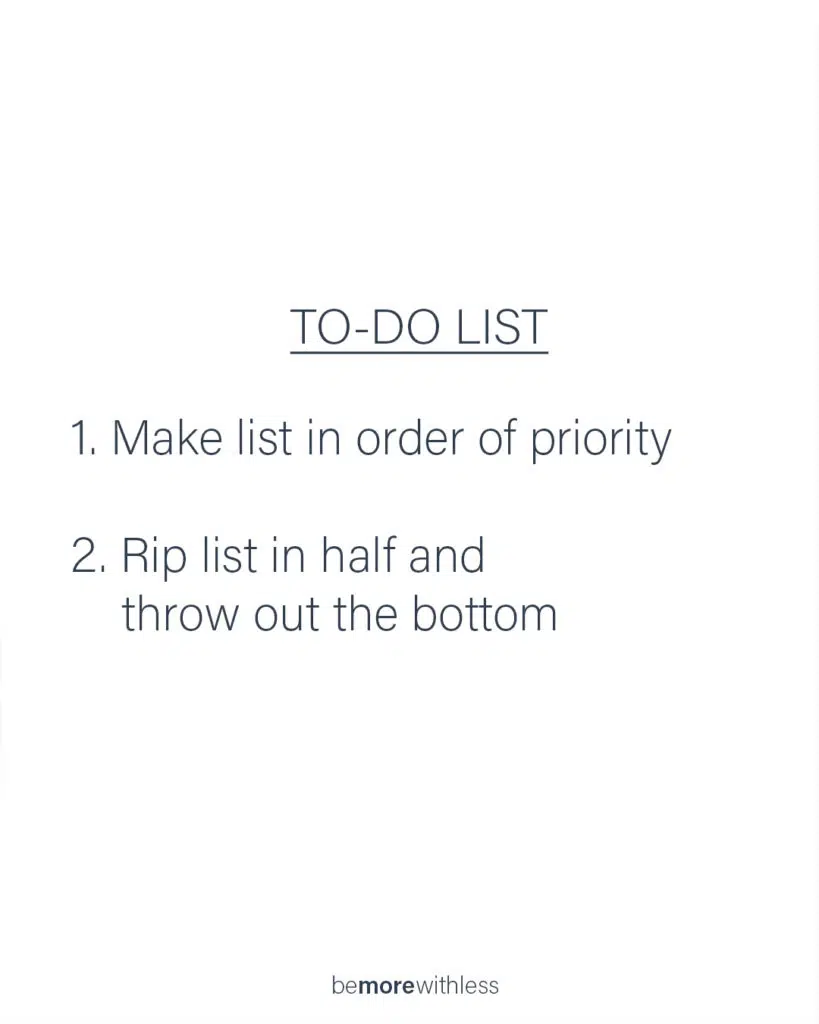 TO-DO LIST
1. Make list in order of priority
2. Rip list in half and
throw out the bottom
bemorewithless